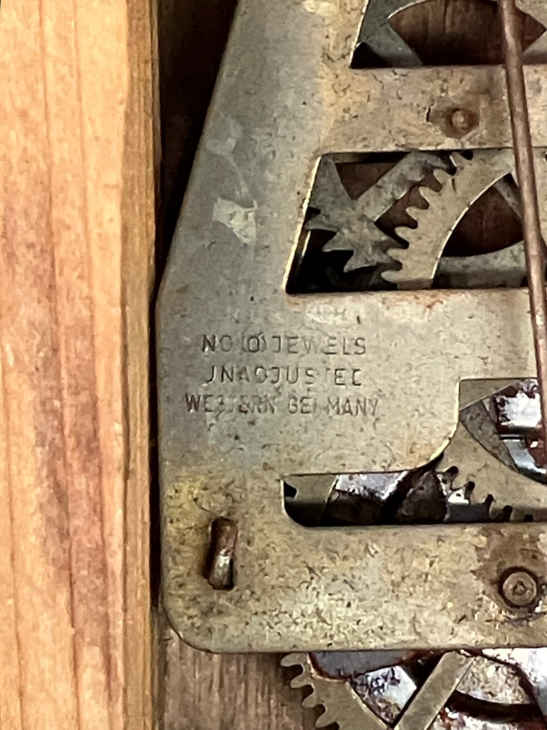 NO (0) JEWELS
UNADJUSTED
WESTERN GERMANY